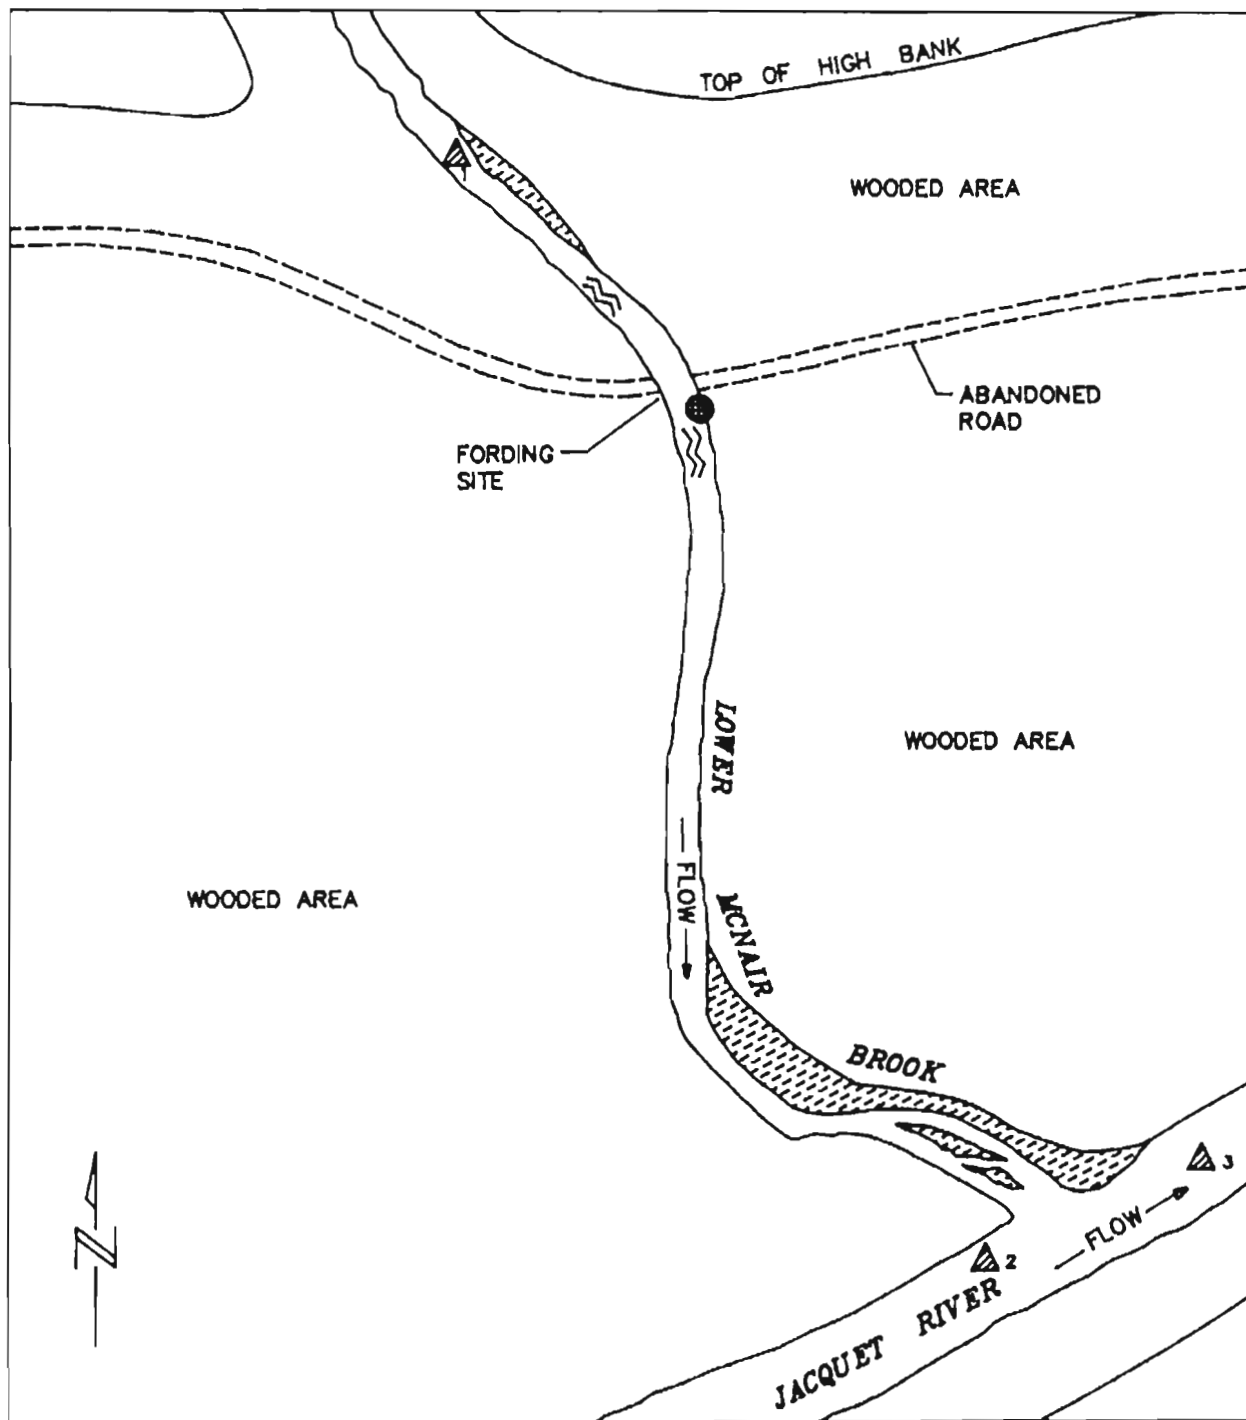 TOP OF HIGH BANK
WOODED AREA
1
ABANDONED
ROAD
FORDING
SITE
LOWER
WOODED AREA
FLOW
WOODED AREA
MCNAIR
BROOK
3
FLOW
2
JACQUET RIVER
N